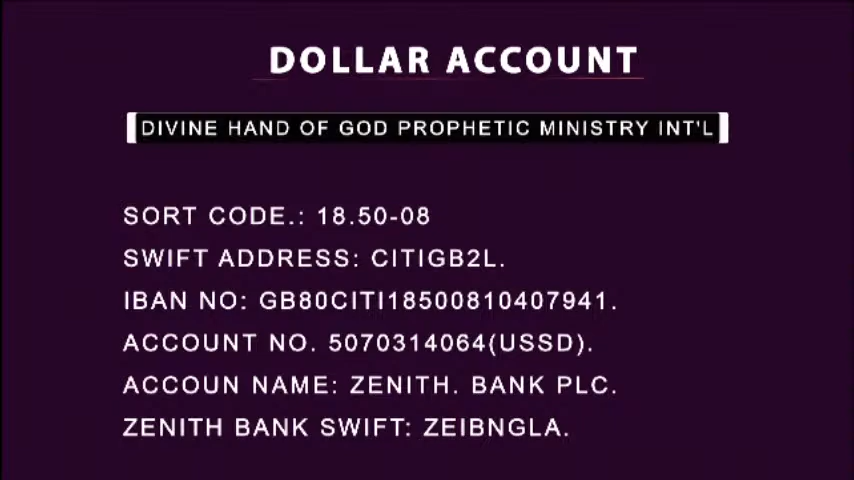 DOLLAR ACCOUNT
DIVINE HAND OF GOD PROPHETIC MINISTRY INT'L
SORT CODE.: 18.50-08
SWIFT ADDRESS: CITIGB2L.
IBAN NO: GB80CITI18500810407941.
ACCOUNT NO. 5070314064(USSD).
ACCOUN NAME: ZENITH. BANK PLC.
ZENITH BANK SWIFT: ZEIBNGLA.